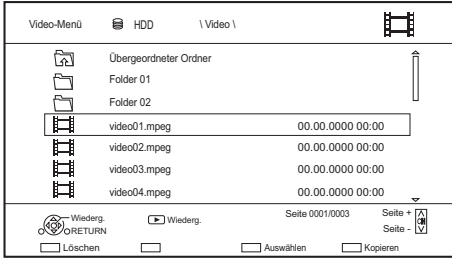 Video-Menü HDD \ Video \
Übergeordneter Ordner
Folder 01
Folder 02
video01.mpeg 00.00.0000 00:00
video02.mpeg 00.00.0000 00:00
video03.mpeg 00.00.0000 00:00
video04.mpeg 00.00.0000 00:00
Wiederg. Wiederg. Seite 0001/0003 Seite +
RETURN CH Seite -
Löschen Auswählen Kopieren